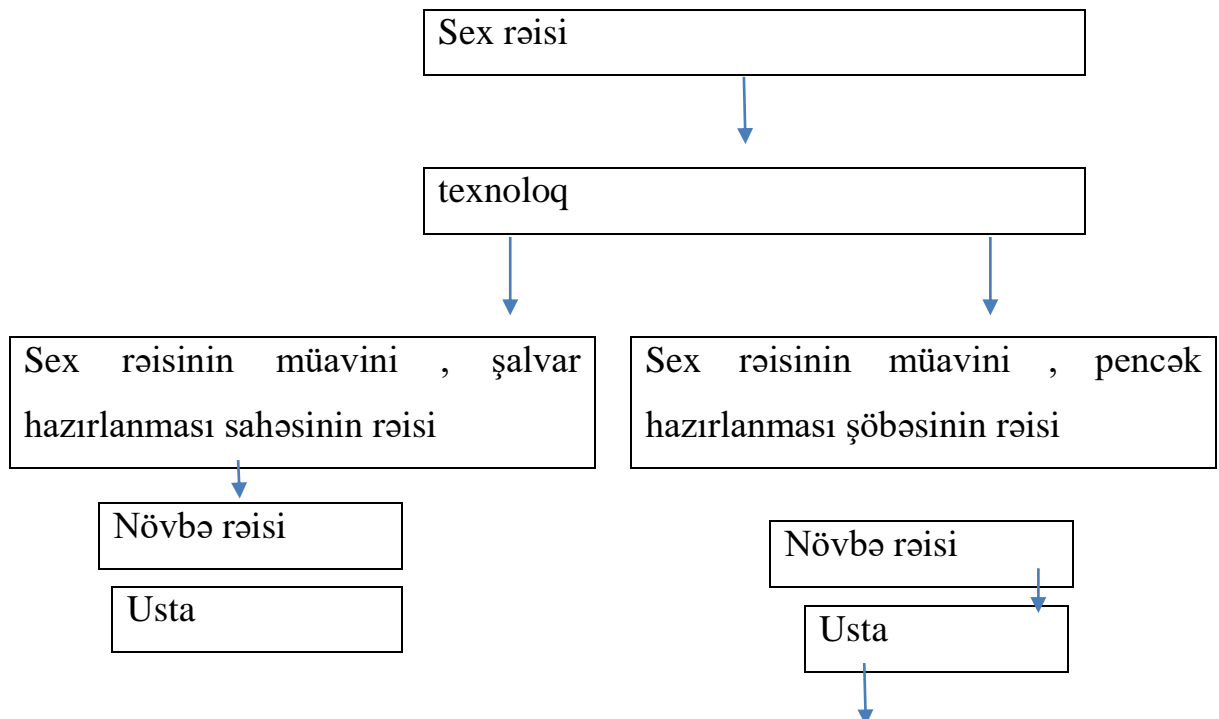 Sex rəisi
texnoloq
Sex rəisinin müavini , şalvar
hazırlanması sahəsinin rəisi
Sex rəisinin müavini , pencək
hazırlanması şöbəsinin rəisi
Növbə rəisi
Usta
Növbə rəisi
Usta